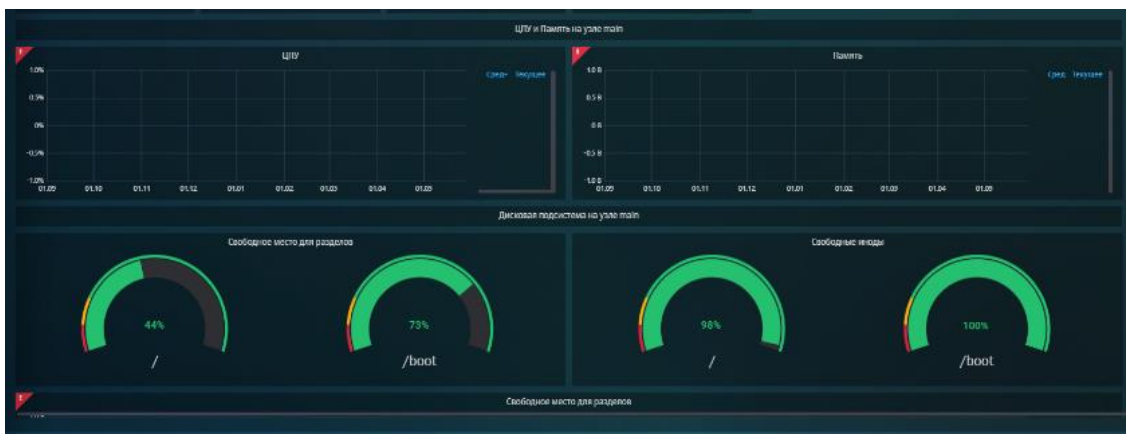 ЦПУ и Память на узле main
! ЦПУ
1.0%
0.5%
0%
-0.5%
-1.0%
01.09 01.10 01.11 01.12 01.01 01.02 01.03 01.04 01.05
Сред Текущее
! Память
1.0 B
0.5 B
0 B
-0.5 B
-1.0 B
01.09 01.10 01.11 01.12 01.01 01.02 01.03 01.04 01.05
Сред Текущее
Дисковая подсистема на узле main
Свободное место для разделов
44% 73%
/ /boot
Свободные иноды
98% 100%
/ /boot
! Свободное место для разделов